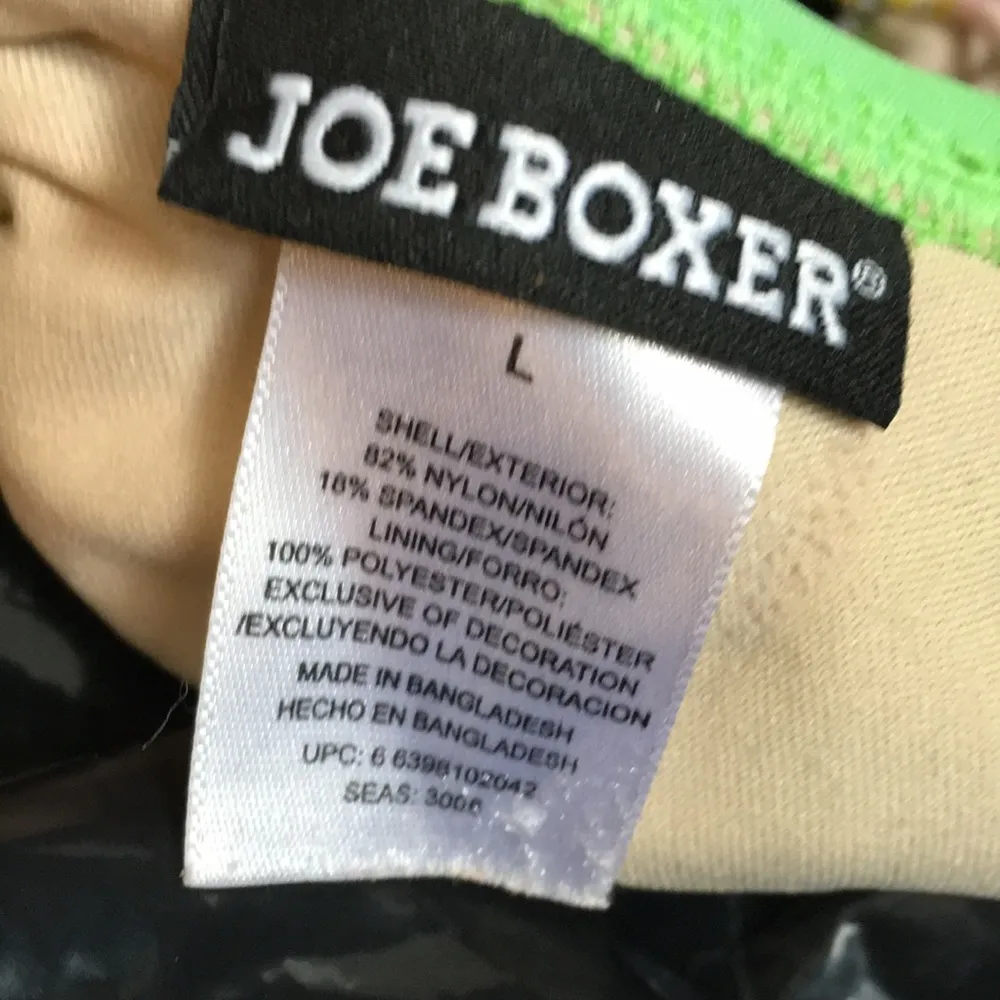 JOE BOXER®
L
SHELL/EXTERIOR:
82% NYLON/NILÓN
18% SPANDEX/SPANDEX
LINING/FORRO:
100% POLYESTER/POLIÉSTER
EXCLUSIVE OF DECORATION
/EXCLUYENDO LA DECORACION
MADE IN BANGLADESH
HECHO EN BANGLADESH
UPC: 6 6398102042
SEAS: 3006